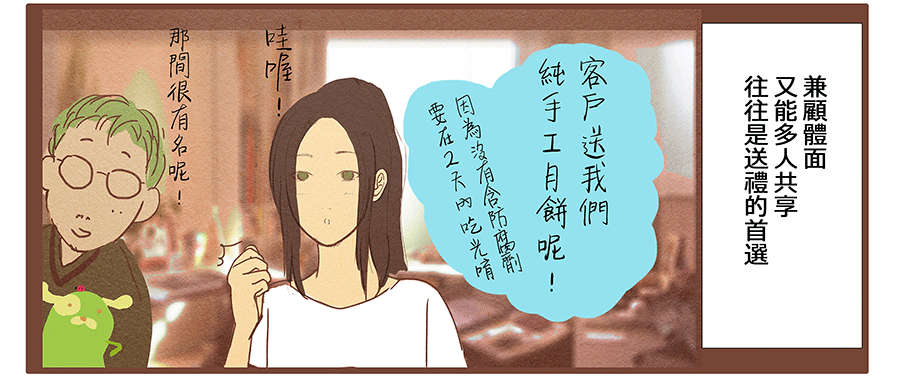 兼顧體面
又能多人共享
往往是送禮的首選
客戶送我們
純手工月餅呢！
因為沒有含防腐劑
要在2天內吃光唷
哇喔！
那間很有名呢！